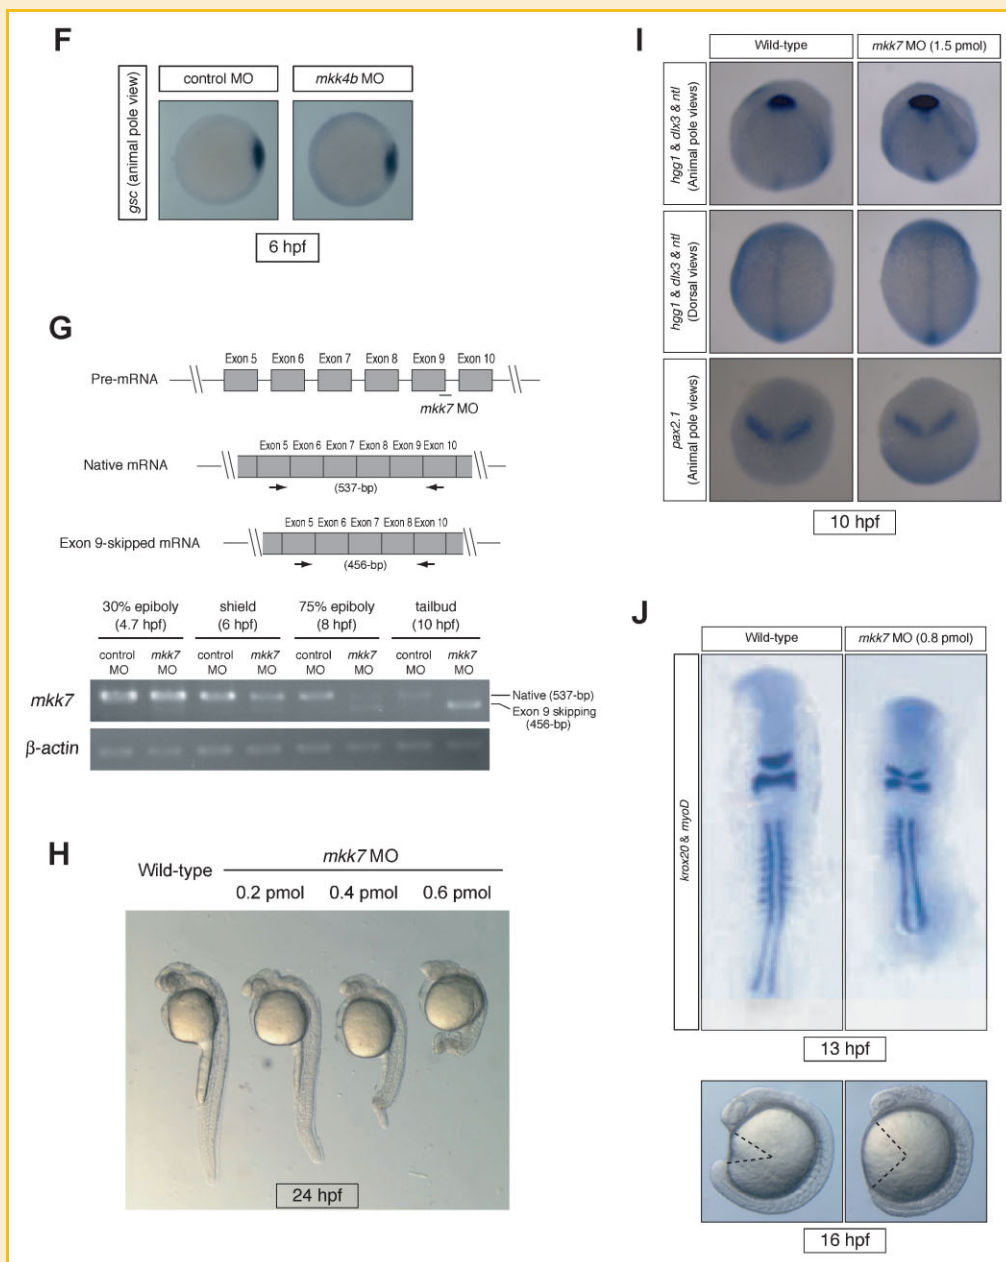 F
control MO
mkk4b MO
gsc (animal pole view)
6 hpf
G
Exon 5 Exon 6 Exon 7 Exon 8 Exon 9 Exon 10
Pre-mRNA
mkk7 MO
Exon 5 Exon 6 Exon 7 Exon 8 Exon 9 Exon 10
Native mRNA
(537-bp)
Exon 5 Exon 6 Exon 7 Exon 8 Exon 10
Exon 9-skipped mRNA
(456-bp)
30% epiboly shield 75% epiboly tailbud
(4.7 hpf) (6 hpf) (8 hpf) (10 hpf)
control mkk7 control mkk7 control mkk7 control mkk7
MO MO MO MO MO MO MO MO
mkk7
Native (537-bp)
Exon 9 skipping
(456-bp)
β-actin
H
mkk7 MO
Wild-type
0.2 pmol 0.4 pmol 0.6 pmol
24 hpf
I
Wild-type
mkk7 MO (1.5 pmol)
hgg1 & dlx3 & ntl
(Animal pole views)
hgg1 & dlx3 & ntl
(Dorsal views)
pax2.1
(Animal pole views)
10 hpf
J
Wild-type
mkk7 MO (0.8 pmol)
krox20 & myoD
13 hpf
16 hpf